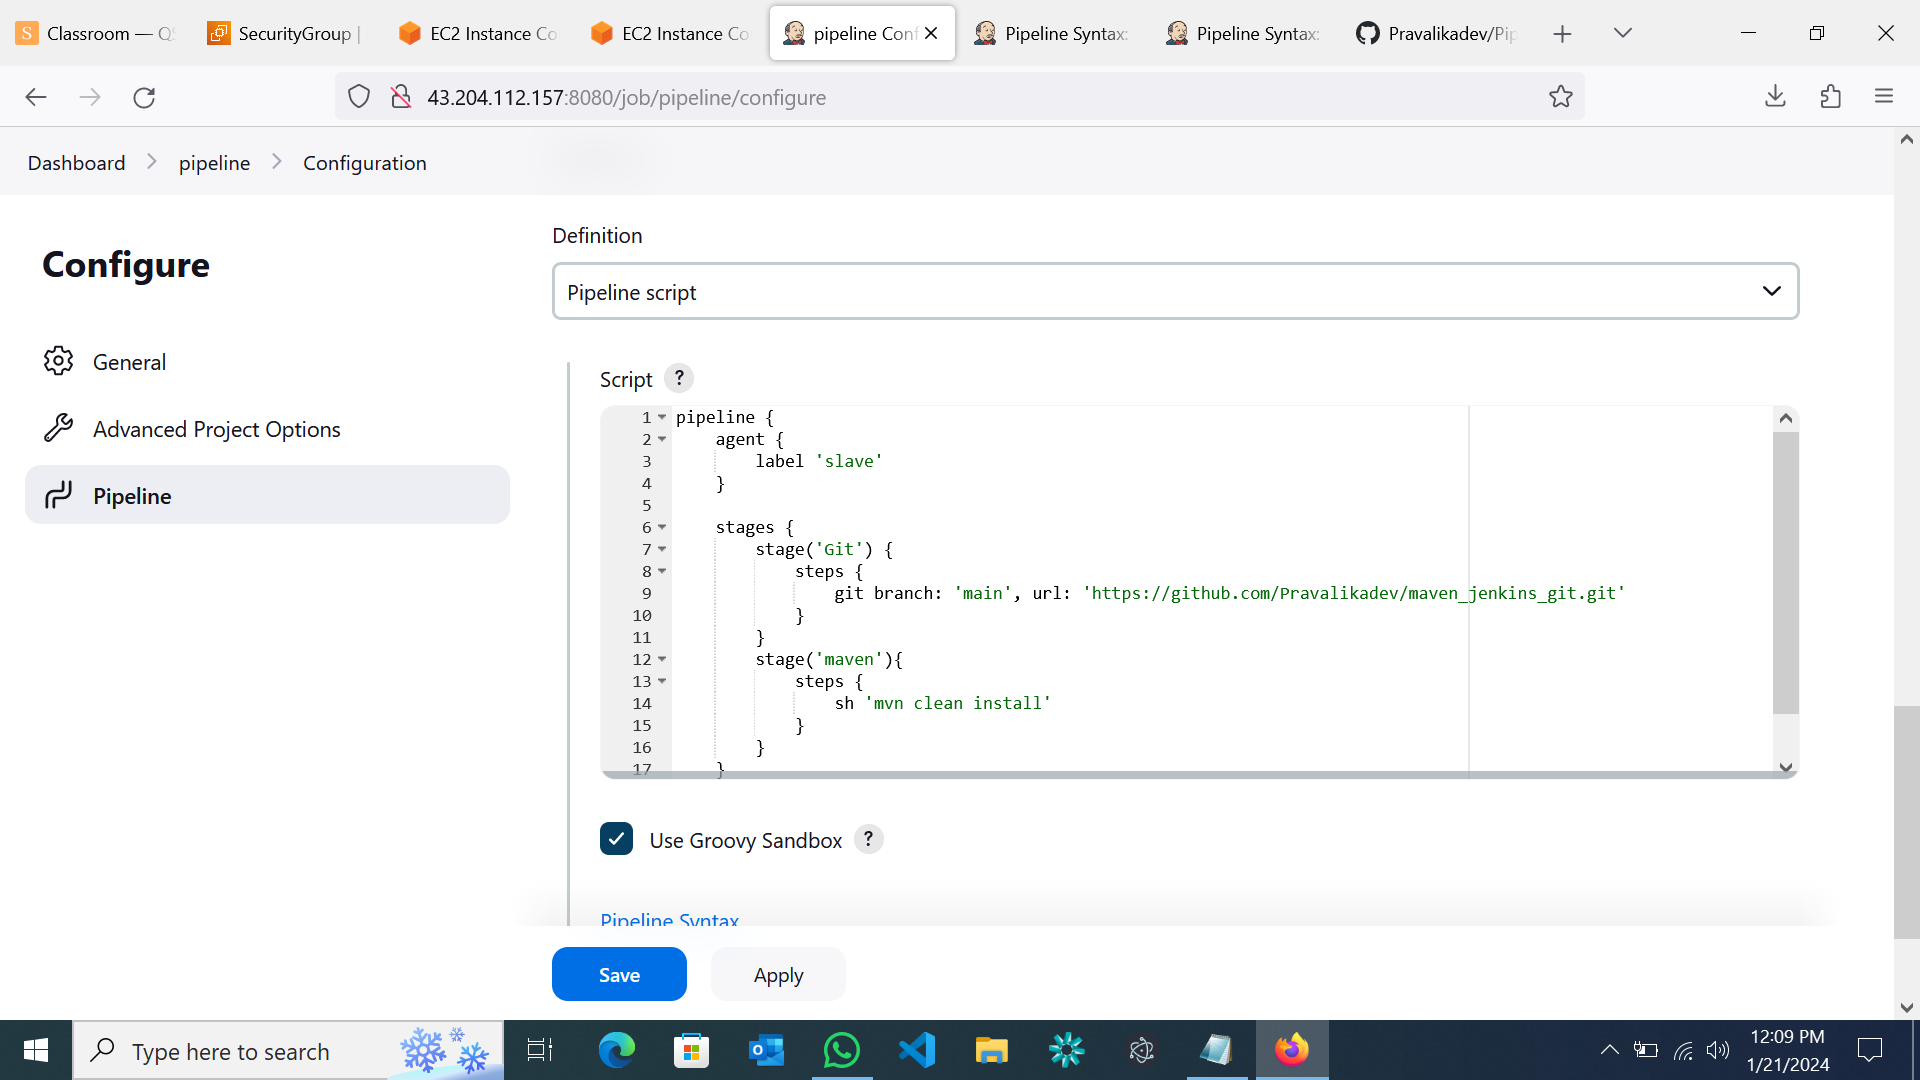 Classroom — QS
SecurityGroup |
EC2 Instance Co
EC2 Instance Co
pipeline Conf
Pipeline Syntax:
Pipeline Syntax:
Pravalikadev/Pip
43.204.112.157:8080/job/pipeline/configure
Dashboard
pipeline
Configuration
Configure
General
Advanced Project Options
Pipeline
Definition
Pipeline script
Script ?
1 pipeline {
2 agent {
3 label 'slave'
4 }
5
6 stages {
7 stage('Git') {
8 steps {
9 git branch: 'main', url: 'https://github.com/Pravalikadev/maven_jenkins_git.git'
10 }
11 }
12 stage('maven'){
13 steps {
14 sh 'mvn clean install'
15 }
16 }
17 }
Use Groovy Sandbox ?
Pipeline Syntax
Save
Apply
Type here to search
12:09 PM
1/21/2024